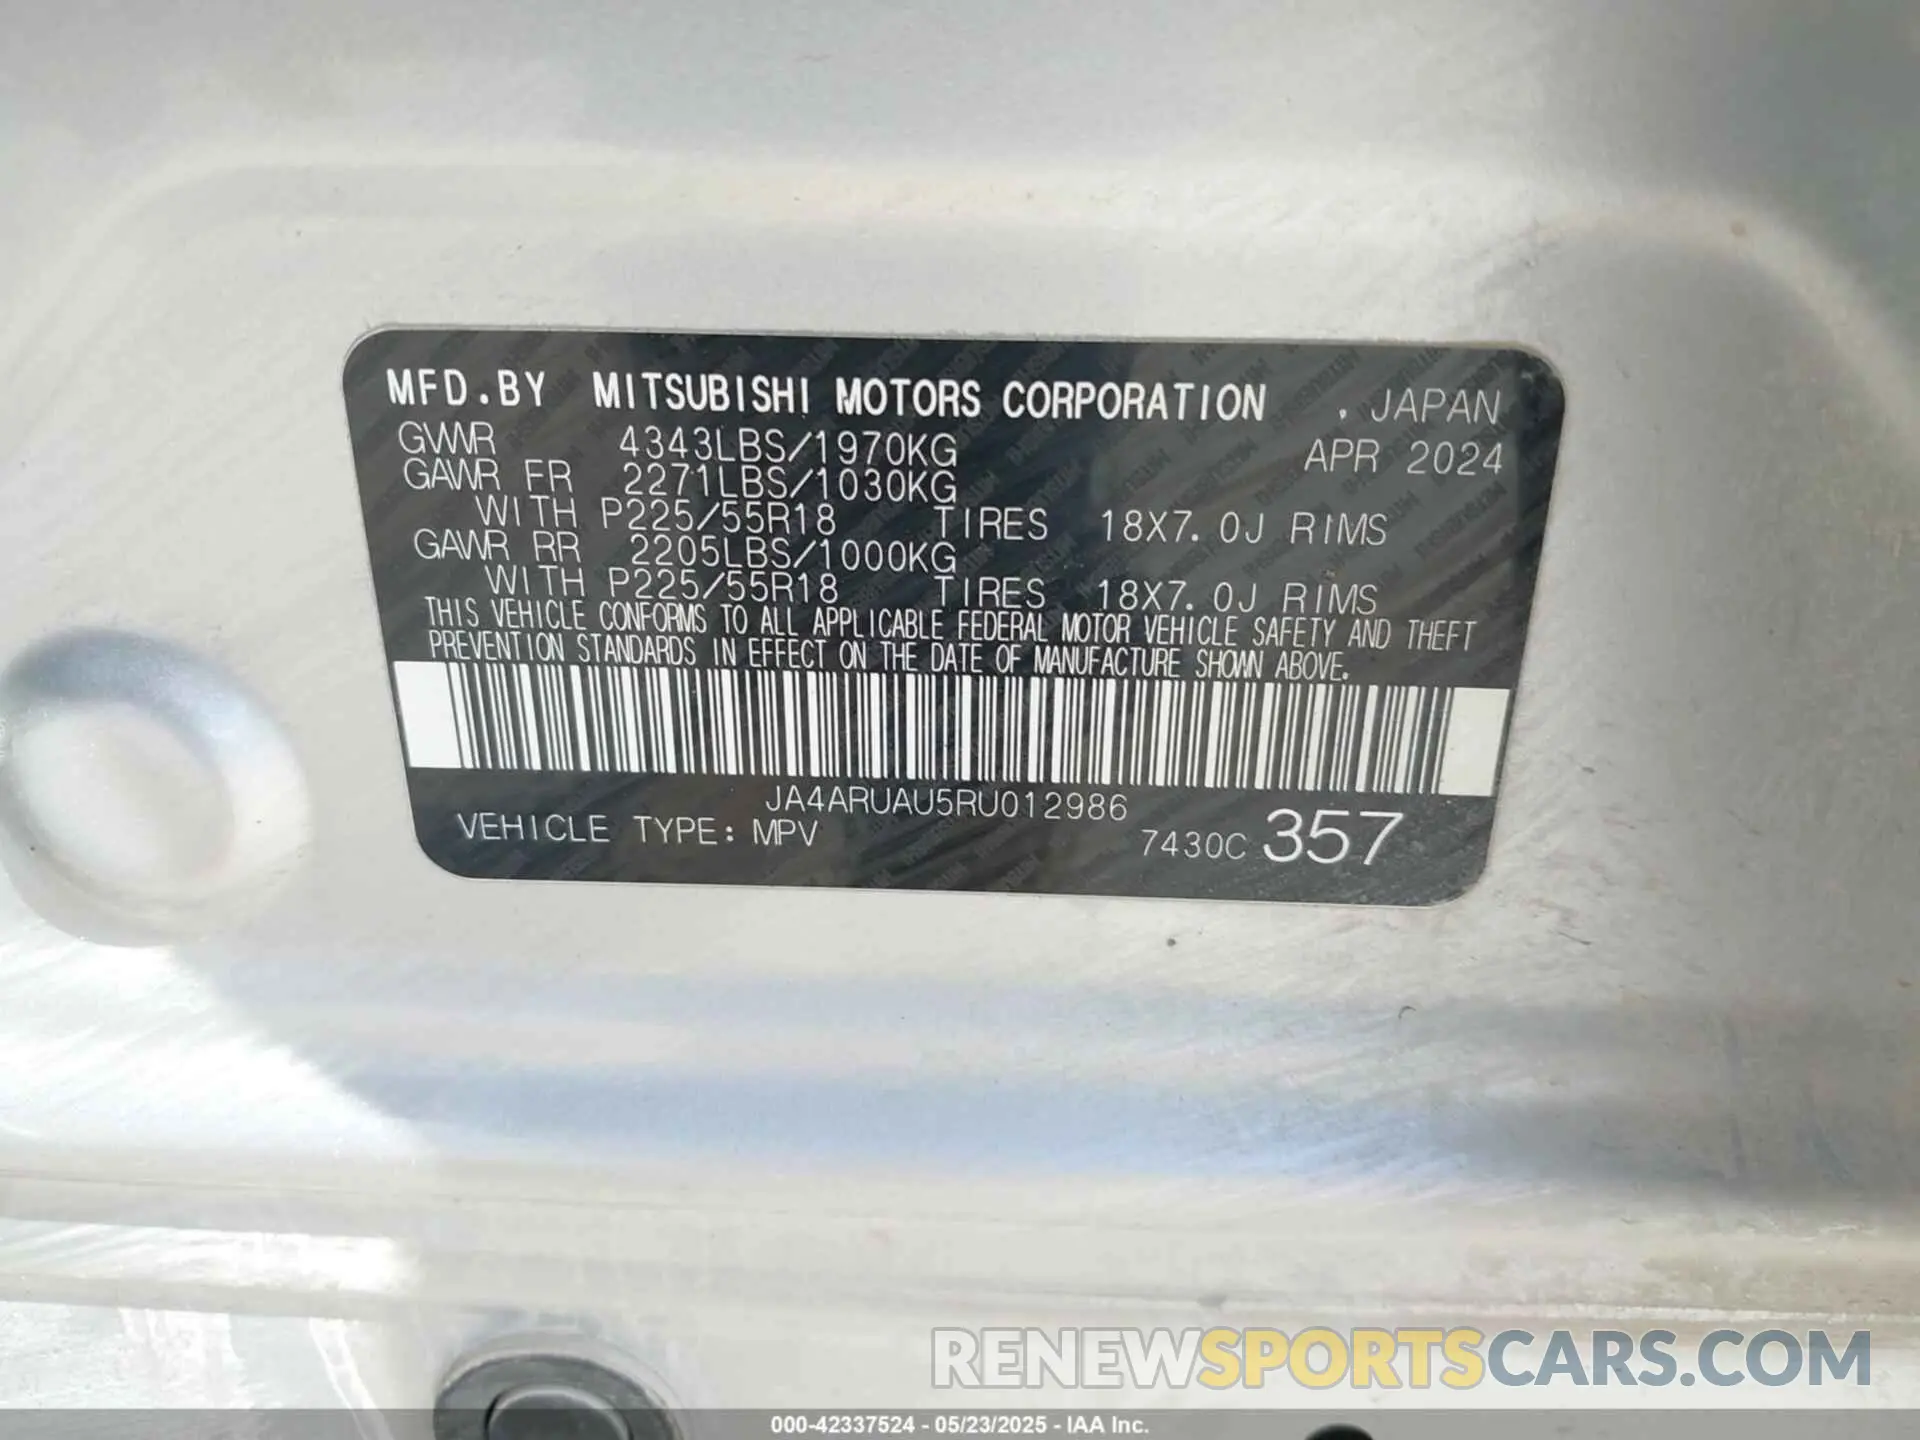 MFD.BY MITSUBISHI MOTORS CORPORATION , JAPAN
GVWR 4343LBS/1970KG APR 2024
GAWR FR 2271LBS/1030KG
WITH P225/55R18 TIRES 18X7.0J RIMS
GAWR RR 2205LBS/1000KG
WITH P225/55R18 TIRES 18X7.0J RIMS
THIS VEHICLE CONFORMS TO ALL APPLICABLE FEDERAL MOTOR VEHICLE SAFETY AND THEFT
PREVENTION STANDARDS IN EFFECT ON THE DATE OF MANUFACTURE SHOWN ABOVE.
JA4ARUAU5RU012986
VEHICLE TYPE: MPV 7430C 357
RENEWSPORTSCARS.COM
000-42337524 - 05/23/2025 - IAA Inc.